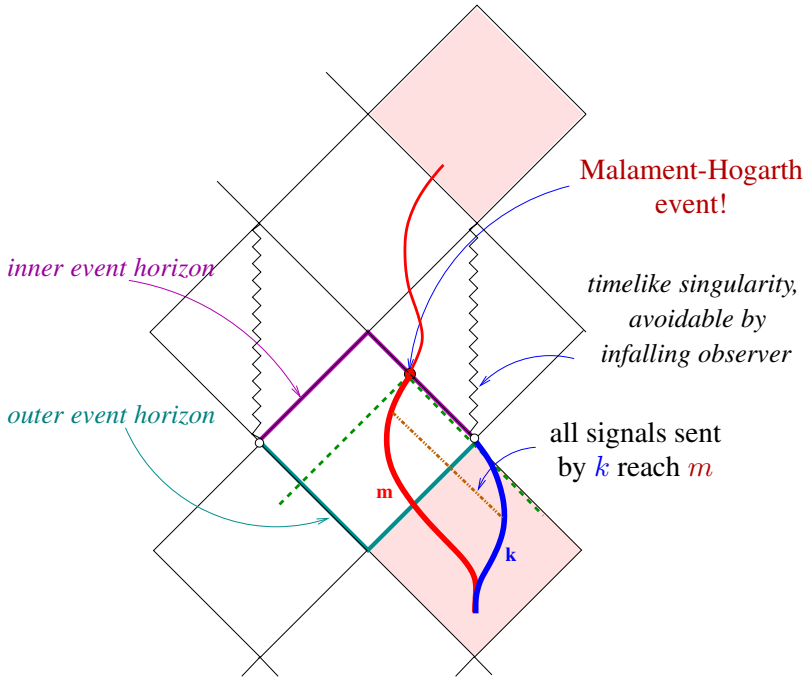 Malament-Hogarth
event!
inner event horizon
timelike singularity,
avoidable by
infalling observer
outer event horizon
all signals sent
by k reach m
m
k